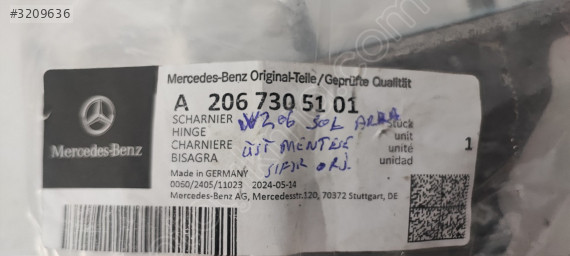 #3209636
Mercedes-Benz Original-Teile/Geprüfte Qualität
A 206 730 51 01
SCHARNIER W206 SOL ARKA Stück
HINGE unit
CHARNIERE ÜST MENTEŞE unité
BISAGRA SIFIR ORJ. unidad
1
Made in GERMANY
0060/2405/11023 2024-05-14
Mercedes-Benz AG, Mercedesstr.120, 70372 Stuttgart, DE
Mercedes-Benz